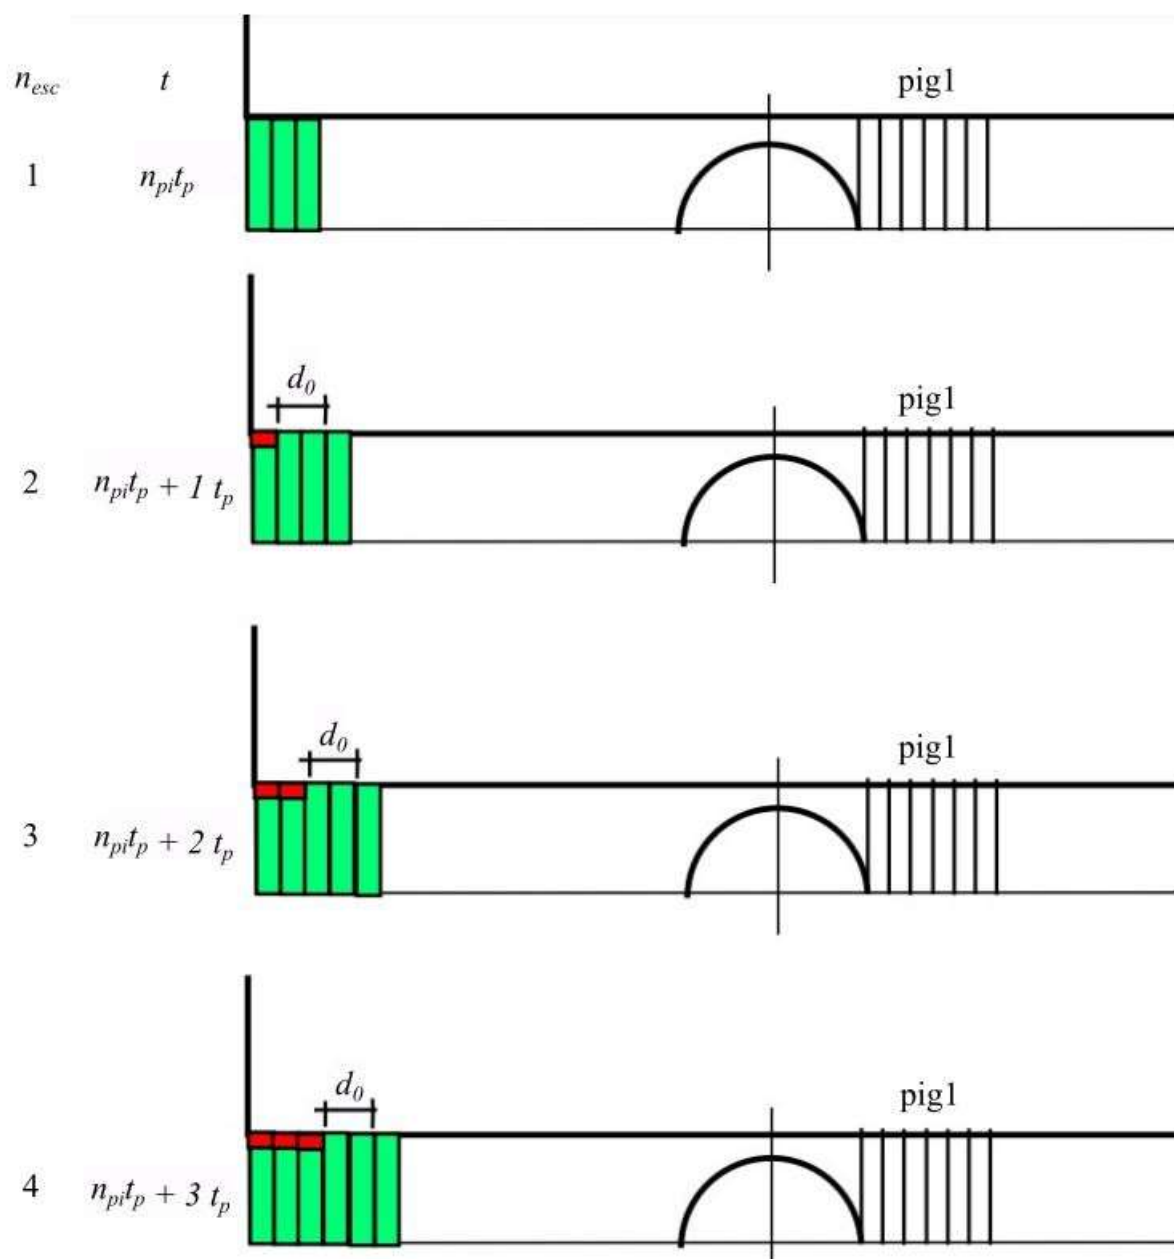 n_esc t pig1
1 n_pi t_p
d_0
pig1
2 n_pi t_p + 1 t_p
d_0
pig1
3 n_pi t_p + 2 t_p
d_0
pig1
4 n_pi t_p + 3 t_p